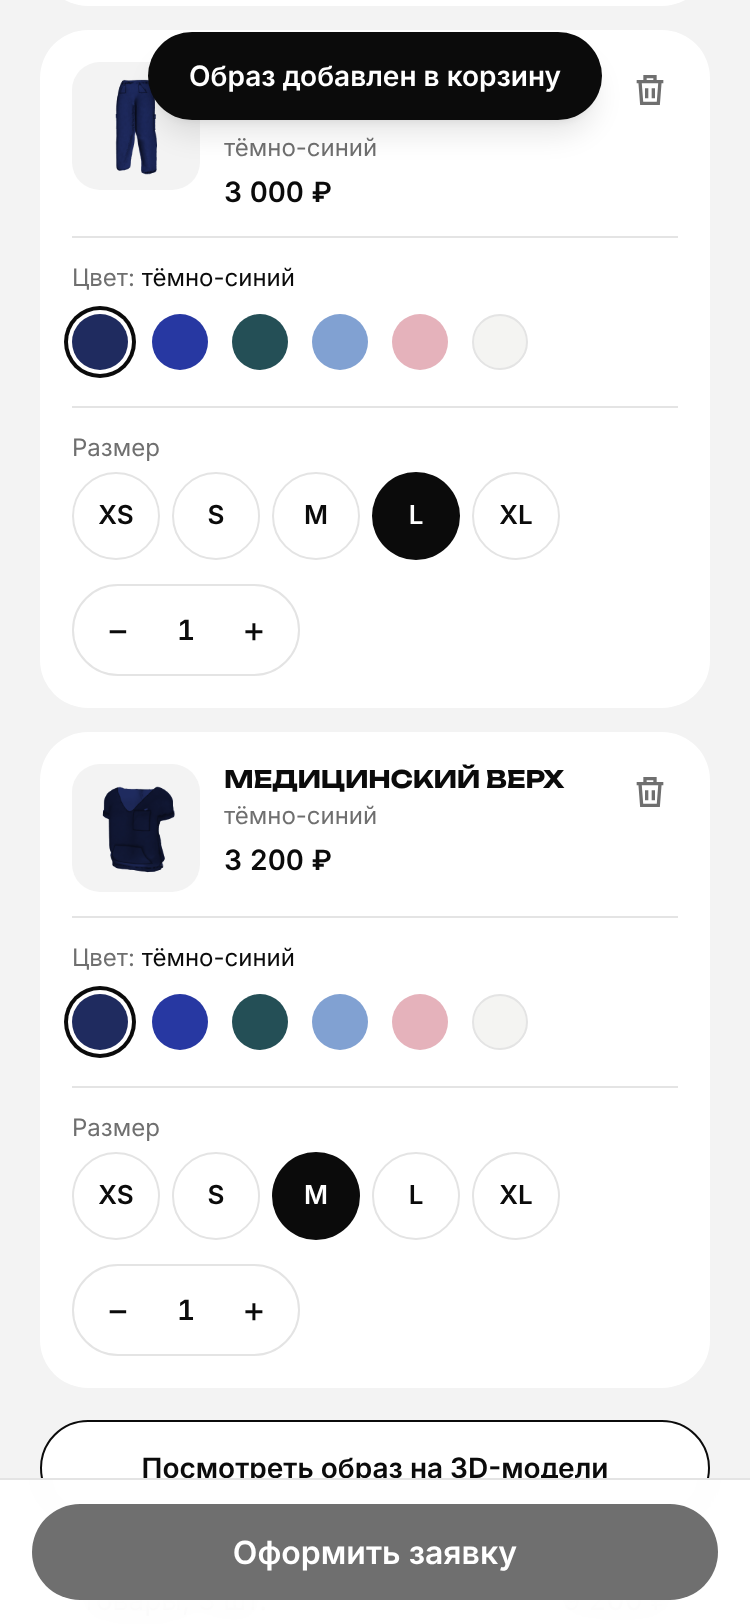 Образ добавлен в корзину
тёмно-синий
3 000 ₽
Цвет: тёмно-синий
Размер
XS S M L XL
− 1 +
МЕДИЦИНСКИЙ ВЕРХ
тёмно-синий
3 200 ₽
Цвет: тёмно-синий
Размер
XS S M L XL
− 1 +
Посмотреть образ на 3D-модели
Оформить заявку